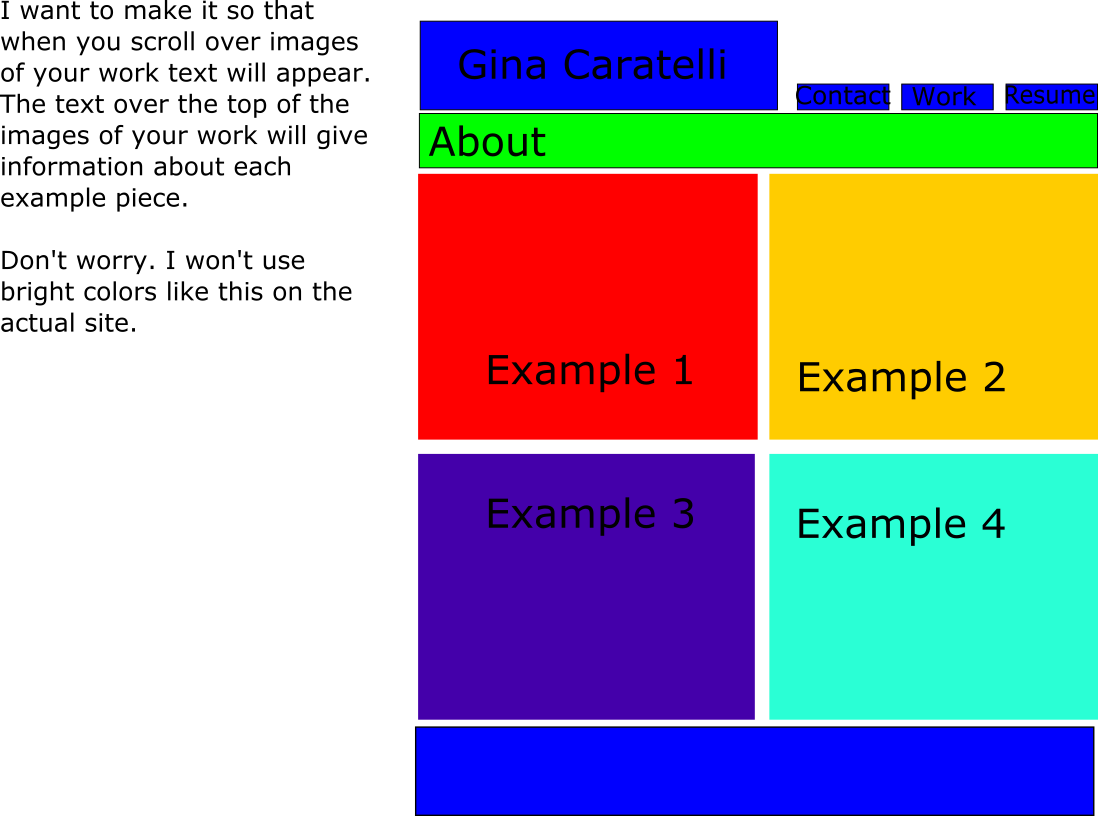 I want to make it so that
when you scroll over images
of your work text will appear.
The text over the top of the
images of your work will give
information about each
example piece.
Don't worry. I won't use
bright colors like this on the
actual site.
Gina Caratelli
Contact Work Resume
About
Example 1
Example 2
Example 3
Example 4